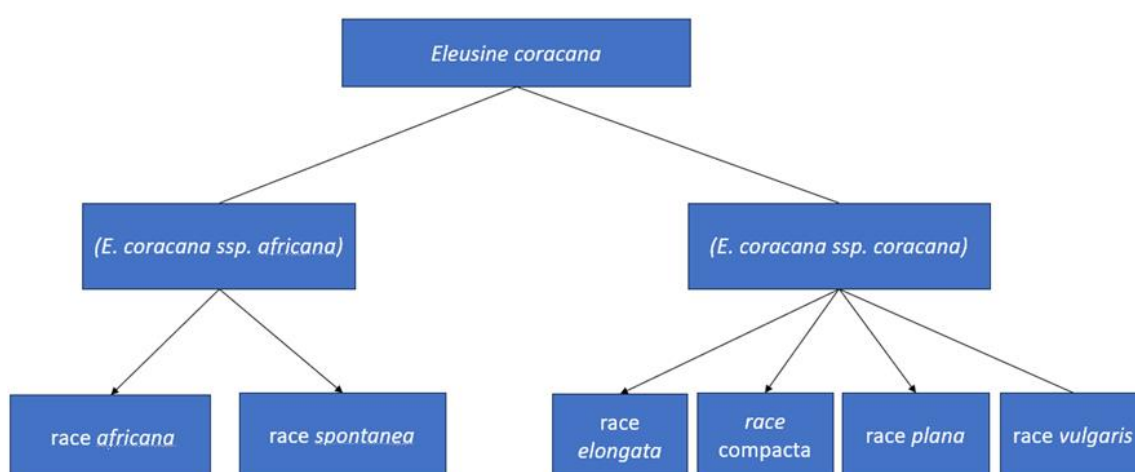 Eleusine coracana
(E. coracana ssp. africana)
(E. coracana ssp. coracana)
race africana
race spontanea
race
elongata
race
compacta
race plana
race vulgaris